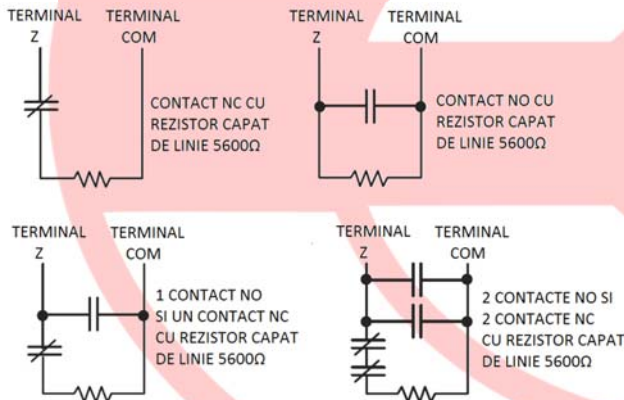 TERMINAL
Z
TERMINAL
COM
CONTACT NC CU
REZISTOR CAPAT
DE LINIE 5600Ω
TERMINAL
Z
TERMINAL
COM
CONTACT NO CU
REZISTOR CAPAT
DE LINIE 5600Ω
TERMINAL
Z
TERMINAL
COM
1 CONTACT NO
SI UN CONTACT NC
CU REZISTOR CAPAT
DE LINIE 5600Ω
TERMINAL
Z
TERMINAL
COM
2 CONTACTE NO SI
2 CONTACTE NC
CU REZISTOR CAPAT
DE LINIE 5600Ω